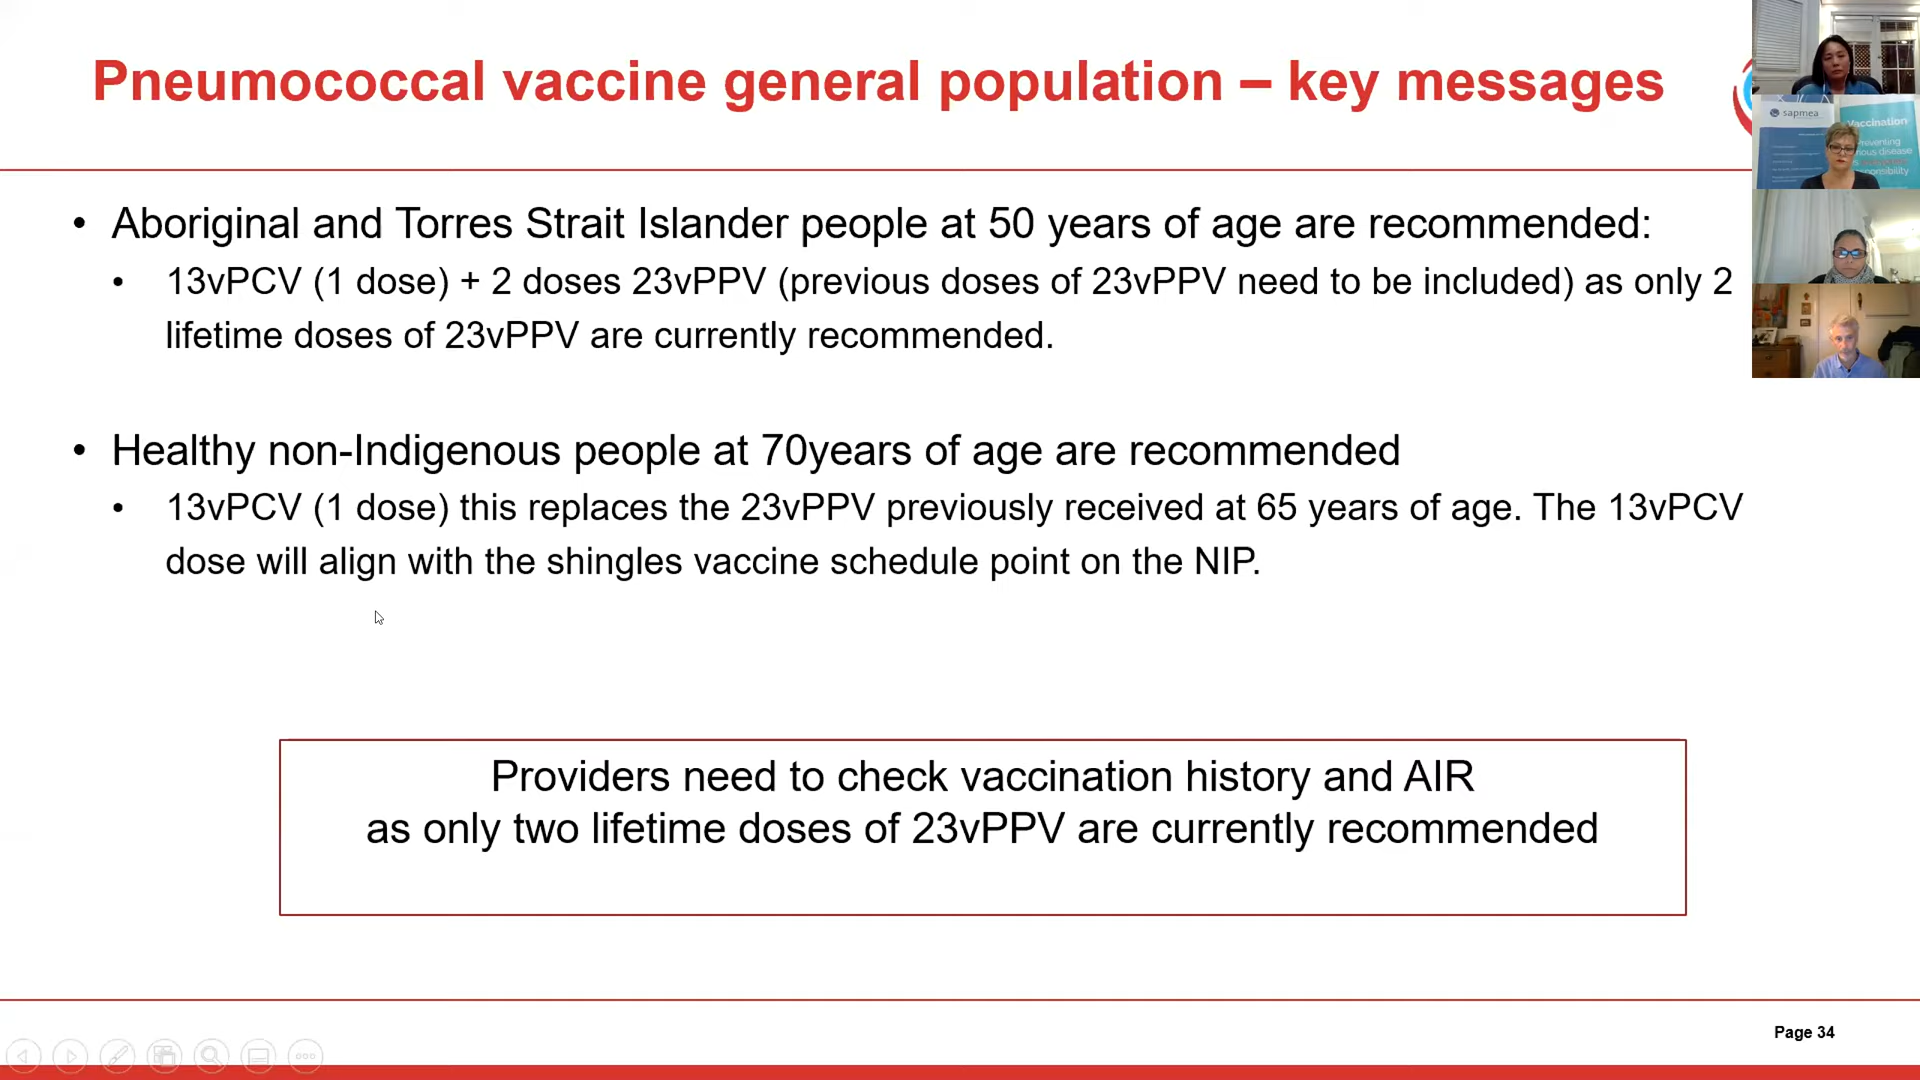 Pneumococcal vaccine general population – key messages
• Aboriginal and Torres Strait Islander people at 50 years of age are recommended:
• 13vPCV (1 dose) + 2 doses 23vPPV (previous doses of 23vPPV need to be included) as only 2
lifetime doses of 23vPPV are currently recommended.
• Healthy non-Indigenous people at 70years of age are recommended
• 13vPCV (1 dose) this replaces the 23vPPV previously received at 65 years of age. The 13vPCV
dose will align with the shingles vaccine schedule point on the NIP.
Providers need to check vaccination history and AIR
as only two lifetime doses of 23vPPV are currently recommended
Page 34
sapmea
Vaccination